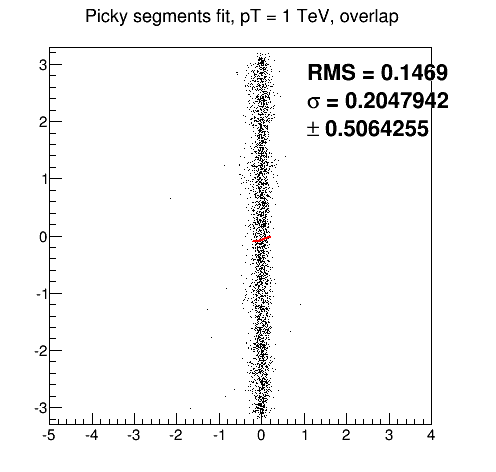 Picky segments fit, pT = 1 TeV, overlap
RMS = 0.1469
σ = 0.2047942
± 0.5064255
3
2
1
0
-1
-2
-3
-5 -4 -3 -2 -1 0 1 2 3 4